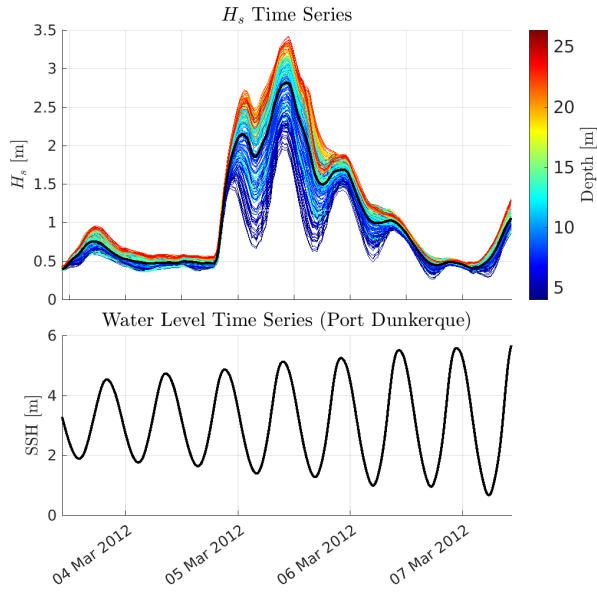 H_s Time Series
3.5
3
2.5
2
1.5
1
0.5
0
H_s [m]
25
20
15
10
5
Depth [m]
Water Level Time Series (Port Dunkerque)
6
4
2
0
SSH [m]
04 Mar 2012
05 Mar 2012
06 Mar 2012
07 Mar 2012